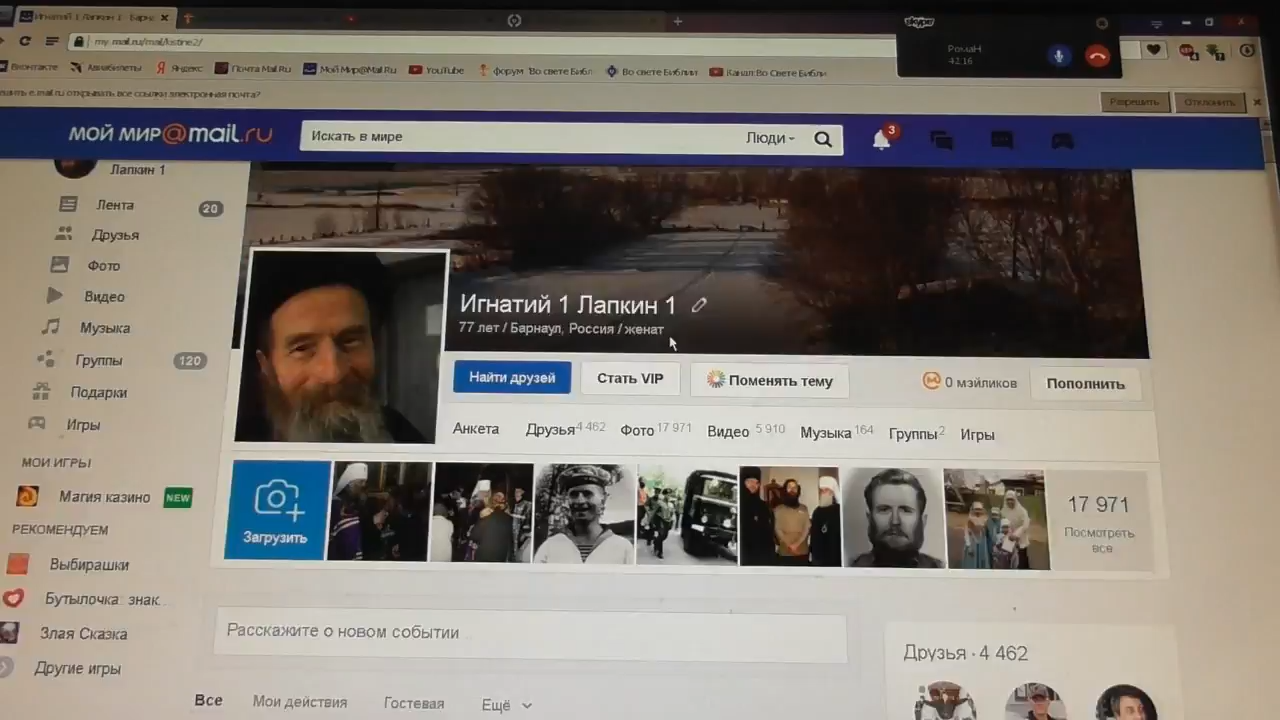 Игнатий 1 Лапкин 1 - Барна
my.mail.ru/mail/
Вконтакте Авиабилеты Яндекс Почта Mail.Ru Мой Мир@Mail.Ru YouTube форум "Во свете Библ Во свете Библии Канал: Во Свете Библи
e.mail.ru открывать все ссылки электронная почта?
Разрешить Отклонить
skype
РомаН
42:16
МОЙ МИР@mail.ru
Искать в мире Люди
3
Лапкин 1
Лента 20
Друзья
Фото
Видео
Музыка
Группы 120
Подарки
Игры
МОИ ИГРЫ
Магия казино NEW
РЕКОМЕНДУЕМ
Выбирашки
Бутылочка: знак...
Злая Сказка
Другие игры
Игнатий 1 Лапкин 1
77 лет / Барнаул, Россия / женат
Найти друзей Стать VIP Поменять тему 0 мэйликов Пополнить
Анкета Друзья 4 462 Фото 17 971 Видео 5 910 Музыка 164 Группы 2 Игры
Загрузить
17 971
Посмотреть
все
Расскажите о новом событии
Все Мои действия Гостевая Ещё
Друзья · 4 462